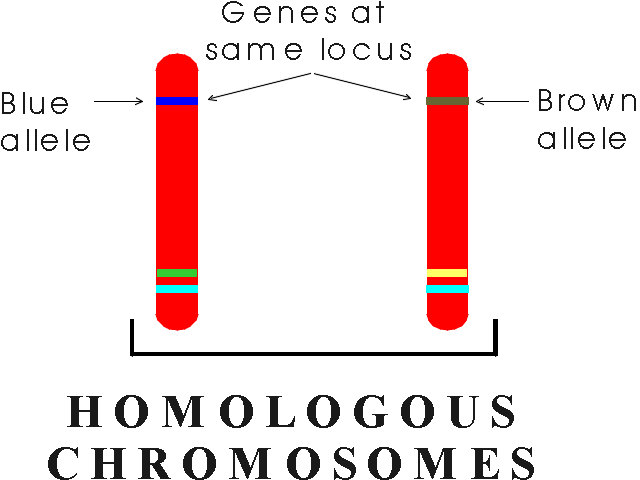 Genes at
same locus
Blue
allele
Brown
allele
HOMOLOGOUS
CHROMOSOMES